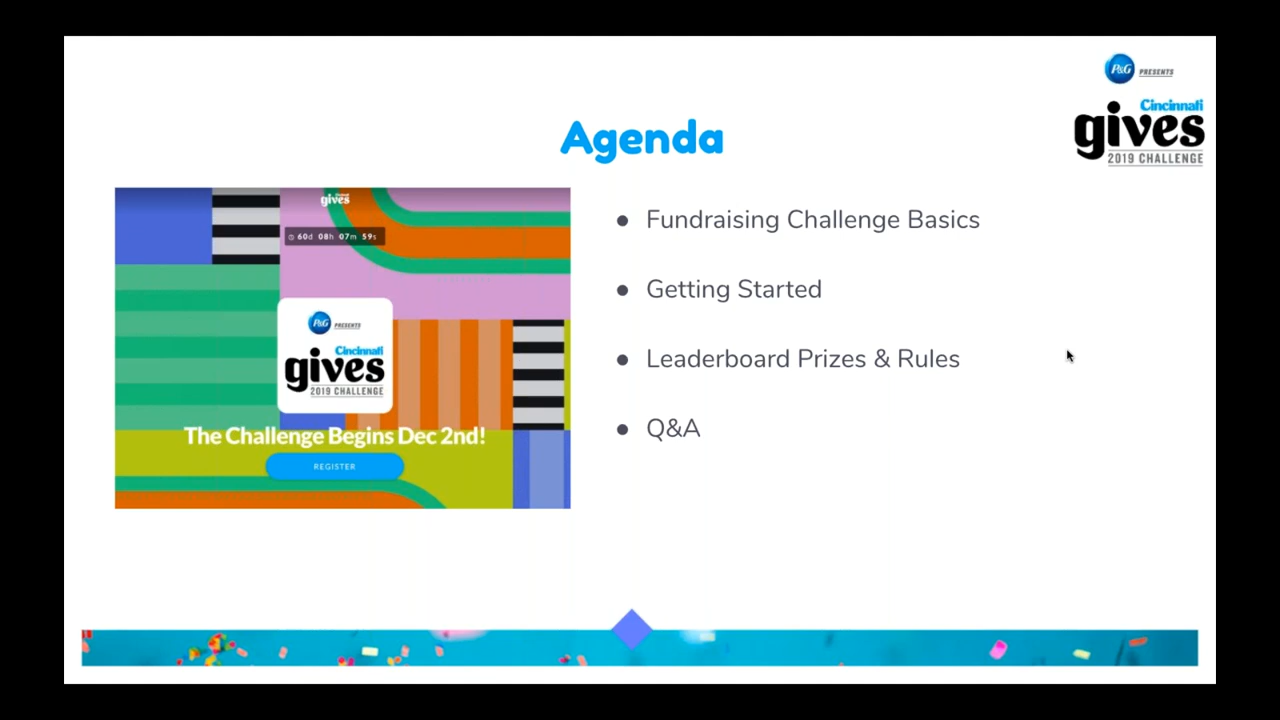 P&G PRESENTS
Cincinnati
gives
2019 CHALLENGE
Agenda
Cincinnati
gives
60d 08h 07m 59s
P&G PRESENTS
Cincinnati
gives
2019 CHALLENGE
The Challenge Begins Dec 2nd!
REGISTER
● Fundraising Challenge Basics
● Getting Started
● Leaderboard Prizes & Rules
● Q&A